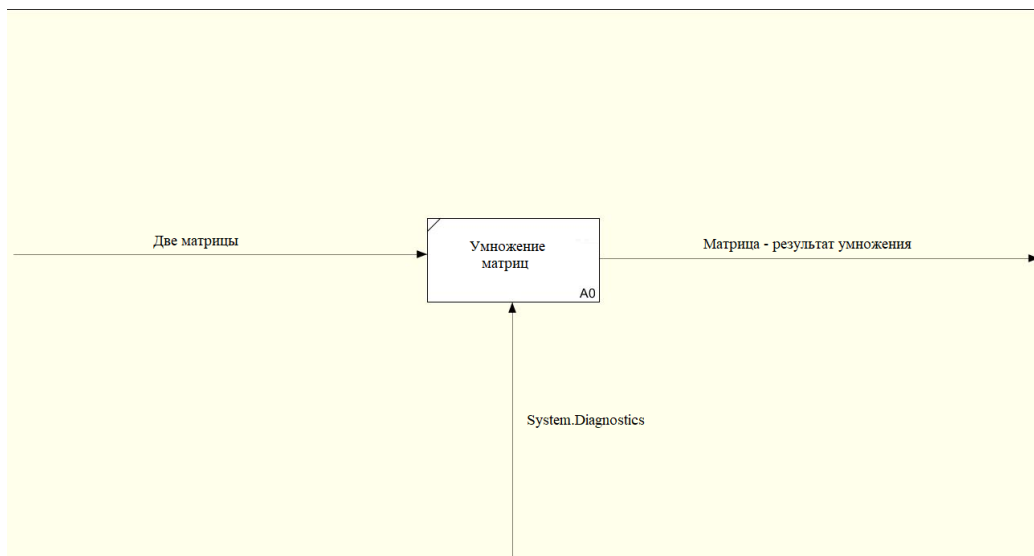 Две матрицы
Умножение
матриц
A0
Матрица - результат умножения
System.Diagnostics